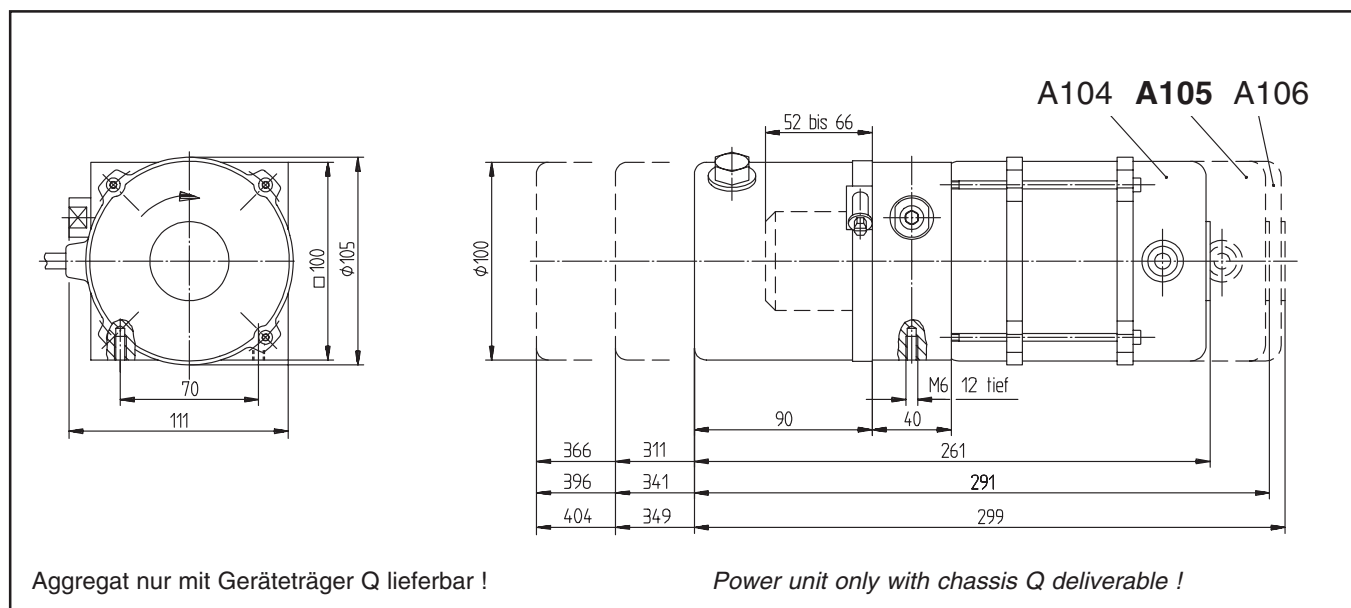 A104 A105 A106
52 bis 66
□100
ϕ105
ϕ100
70
111
M6 12 tief
90
40
366
311
261
396
341
291
404
349
299
Aggregat nur mit Geräteträger Q lieferbar !
Power unit only with chassis Q deliverable !